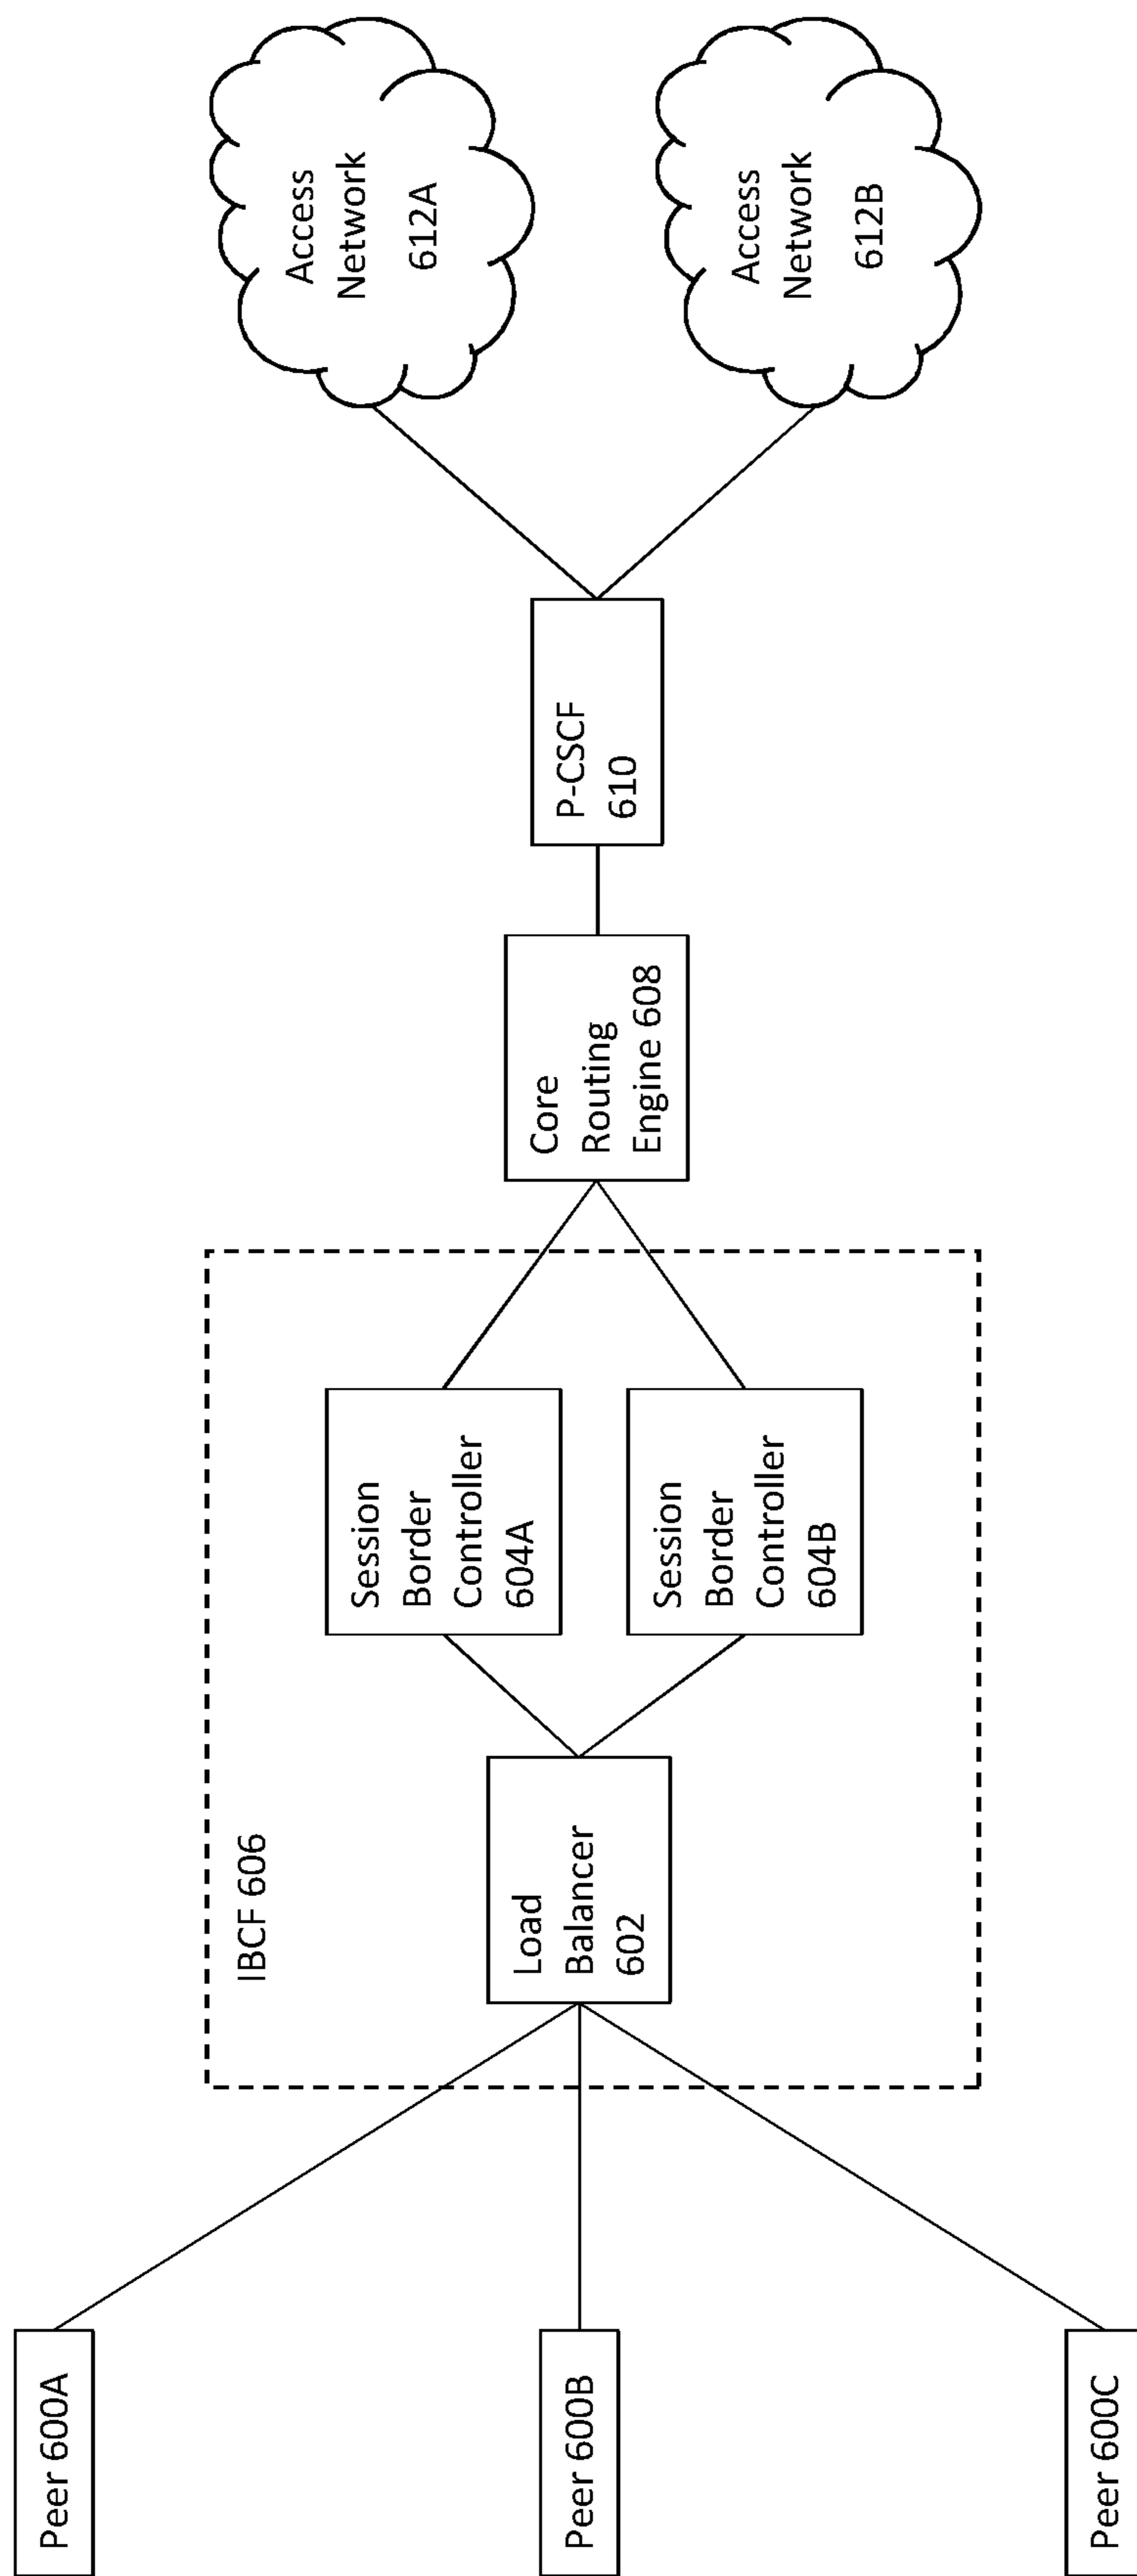 Peer 600A
Peer 600B
Peer 600C
IBCF 606
Load
Balancer
602
Session
Border
Controller
604A
Session
Border
Controller
604B
Core
Routing
Engine 608
P-CSCF
610
Access
Network
612A
Access
Network
612B